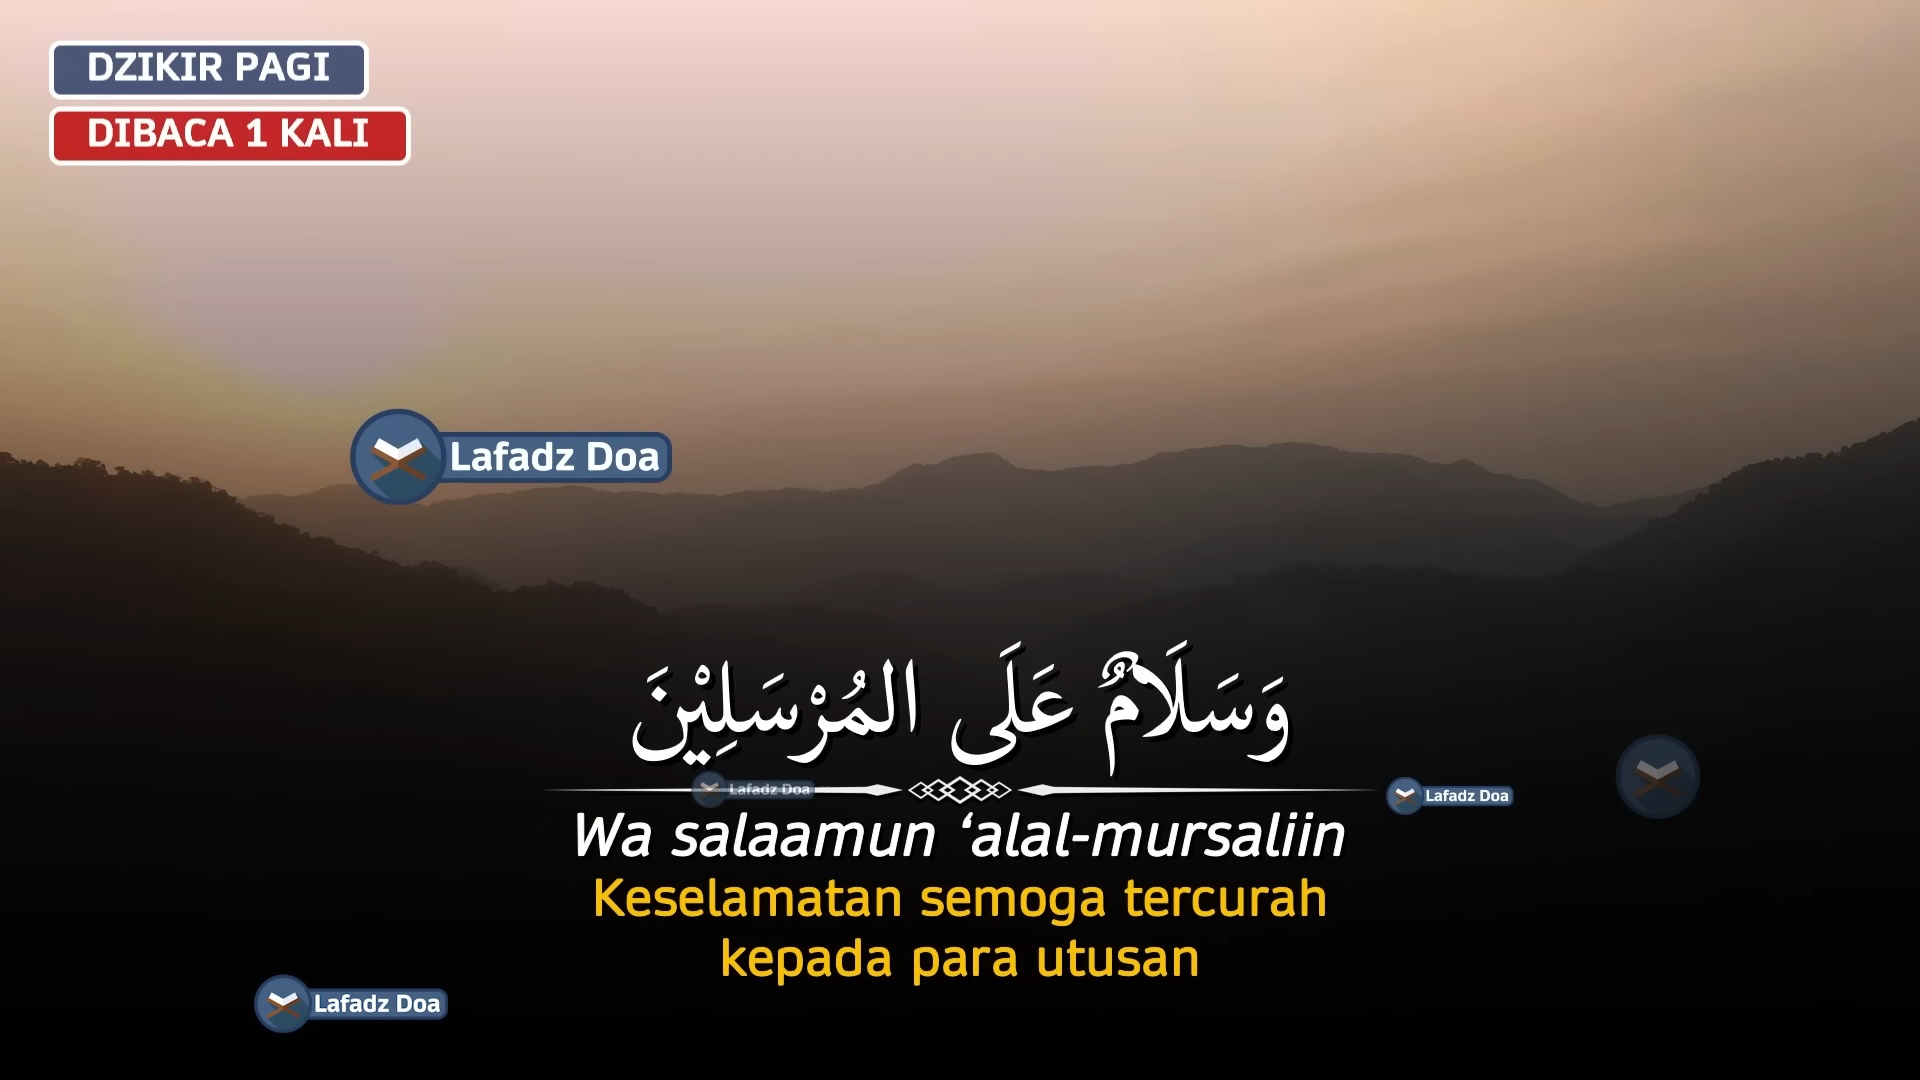 DZIKIR PAGI
DIBACA 1 KALI
Lafadz Doa
وَسَلَامٌ عَلَى المُرْسَلِيْنَ
Lafadz Doa
Lafadz Doa
Wa salaamun ‘alal-mursaliin
Keselamatan semoga tercurah
kepada para utusan
Lafadz Doa